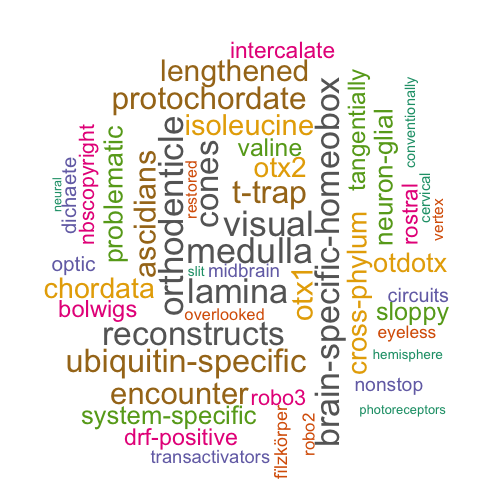 intercalate
lengthened
protochordate
isoleucine
valine
otx2
t-trap
visual
medulla
lamina
orthodenticle
cones
restored
brain-specific-homeobox
tangentially
neuron-glial
conventionally
rostral
cervical
vertex
neural
dichaete
nbscopyright
problematic
ascidians
optic
chordata
bolwigs
slit
midbrain
overlooked
otx1
cross-phylum
otdotx
circuits
sloppy
eyeless
hemisphere
nonstop
photoreceptors
reconstructs
ubiquitin-specific
encounter
robo3
system-specific
drf-positive
transactivators
filzkörper
robo2